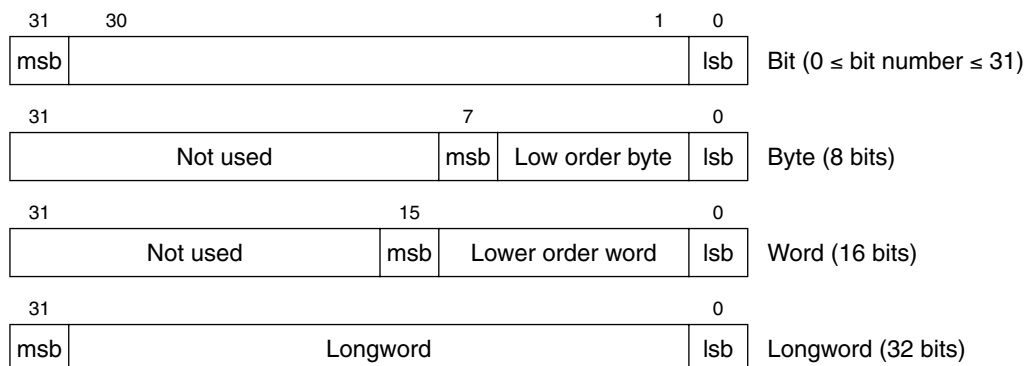 31 30 1 0
msb lsb Bit (0 ≤ bit number ≤ 31)
31 7 0
Not used msb Low order byte lsb Byte (8 bits)
31 15 0
Not used msb Lower order word lsb Word (16 bits)
31 0
msb Longword lsb Longword (32 bits)